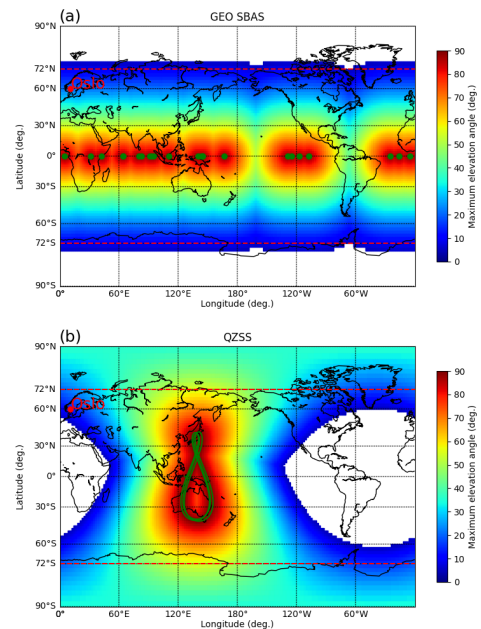 (a)
GEO SBAS
90°N
72°N
60°N
30°N
0°
30°S
60°S
72°S
90°S
0°
60°E
120°E
180°
120°W
60°W
Latitude (deg.)
Longitude (deg.)
90
80
70
60
50
40
30
20
10
0
Maximum elevation angle (deg.)
(b)
QZSS
90°N
72°N
60°N
30°N
0°
30°S
60°S
72°S
90°S
0°
60°E
120°E
180°
120°W
60°W
Latitude (deg.)
Longitude (deg.)
90
80
70
60
50
40
30
20
10
0
Maximum elevation angle (deg.)